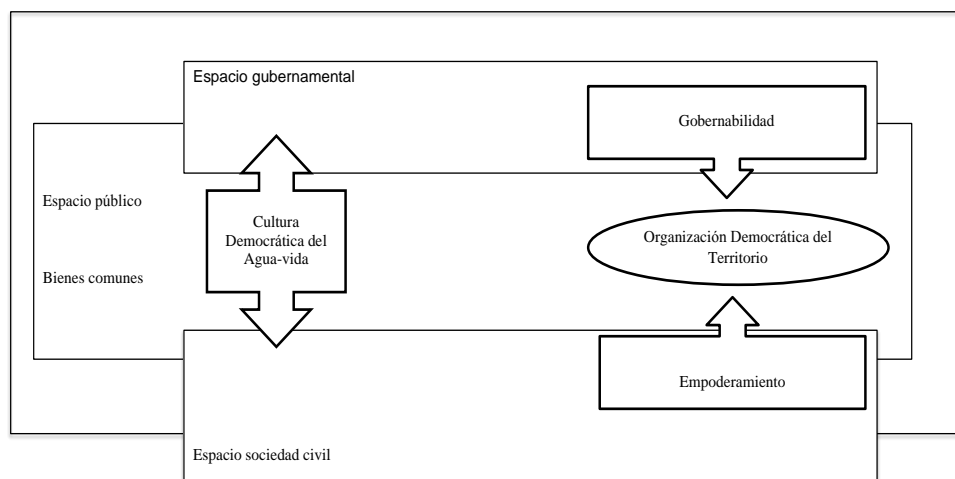 Espacio gubernamental
Gobernabilidad
Espacio público
Cultura
Democrática del
Agua-vida
Organización Democrática del
Territorio
Bienes comunes
Empoderamiento
Espacio sociedad civil